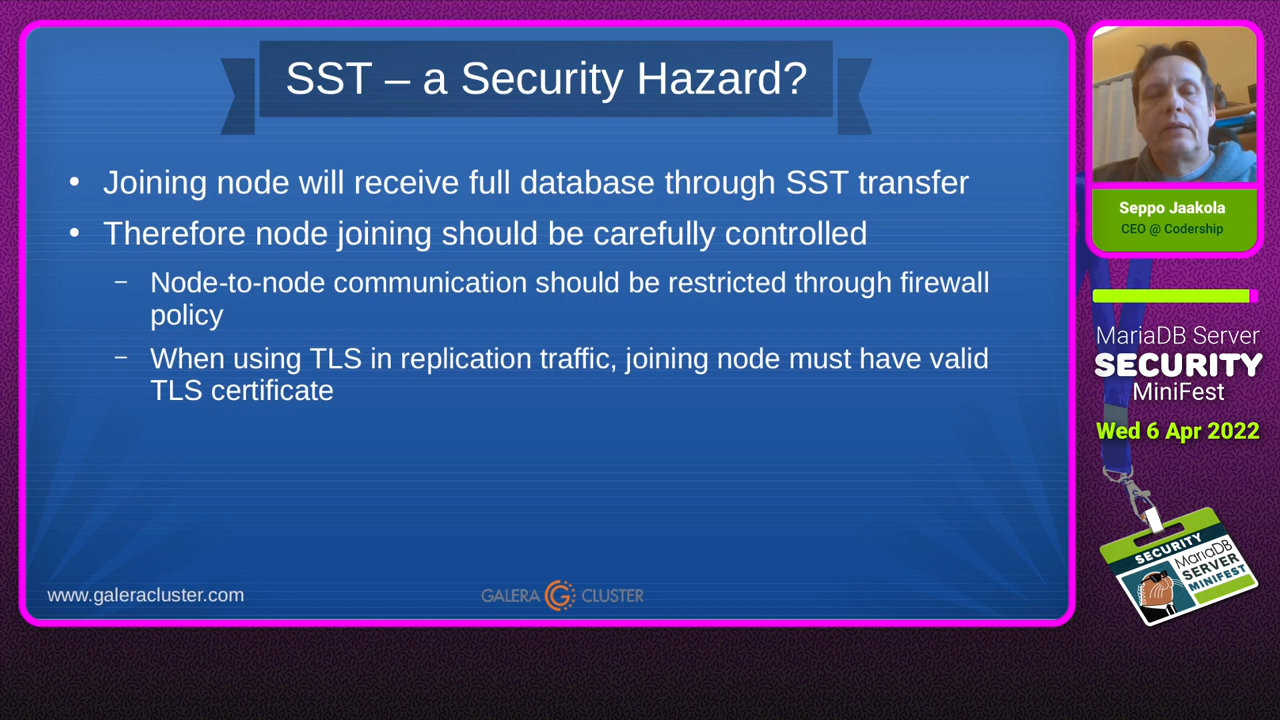 SST – a Security Hazard?
• Joining node will receive full database through SST transfer
• Therefore node joining should be carefully controlled
– Node-to-node communication should be restricted through firewall
policy
– When using TLS in replication traffic, joining node must have valid
TLS certificate
www.galeracluster.com
GALERA CLUSTER
Seppo Jaakola
CEO @ Codership
MariaDB Server
SECURITY
MiniFest
Wed 6 Apr 2022
SECURITY
MariaDB
SERVER
MINIFEST